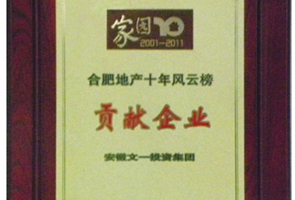 家园10
2001-2011
合肥地产十年风云榜
贡献企业
安徽文一投资集团